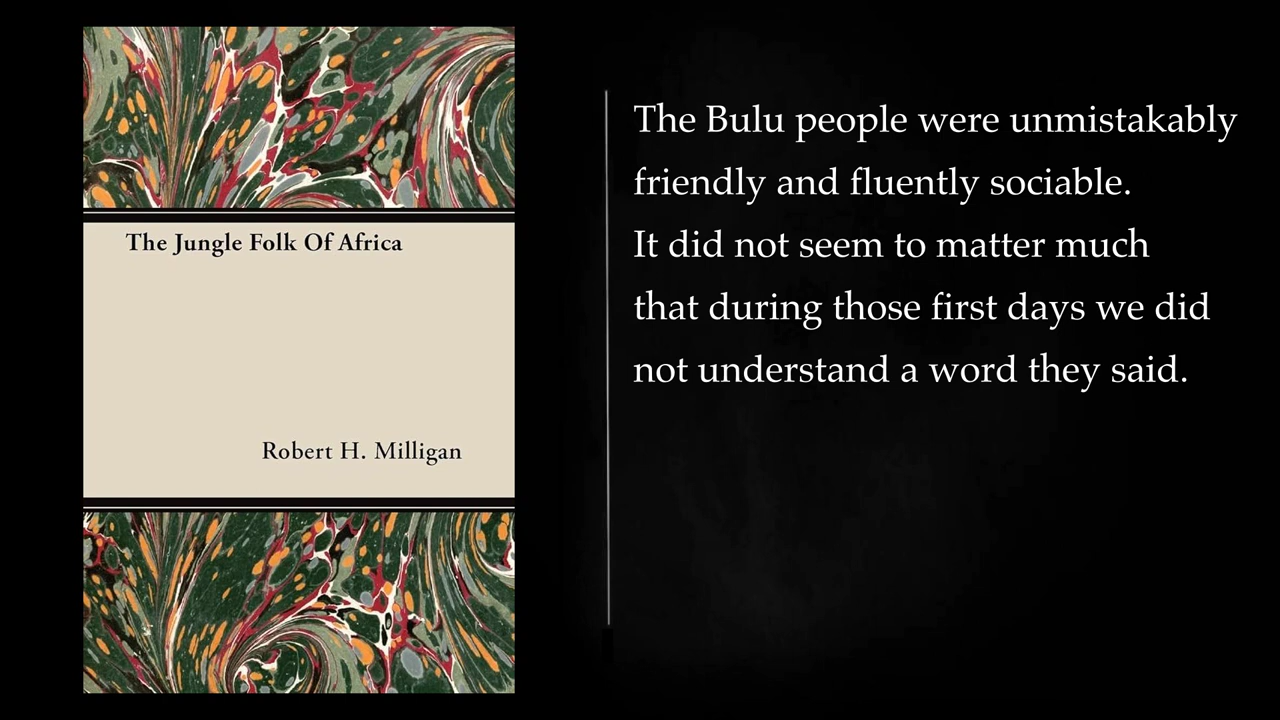 The Jungle Folk Of Africa
Robert H. Milligan
The Bulu people were unmistakably
friendly and fluently sociable.
It did not seem to matter much
that during those first days we did
not understand a word they said.